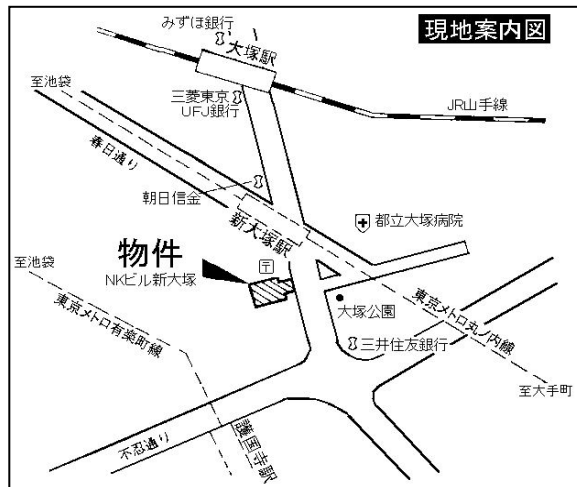 現地案内図
みずほ銀行
大塚駅
三菱東京
UFJ銀行
JR山手線
至池袋
春日通り
朝日信金
新大塚駅
都立大塚病院
物件
NKビル新大塚
〒
至池袋
東京メトロ有楽町線
大塚公園
東京メトロ丸ノ内線
三井住友銀行
至大手町
不忍通り
護国寺駅